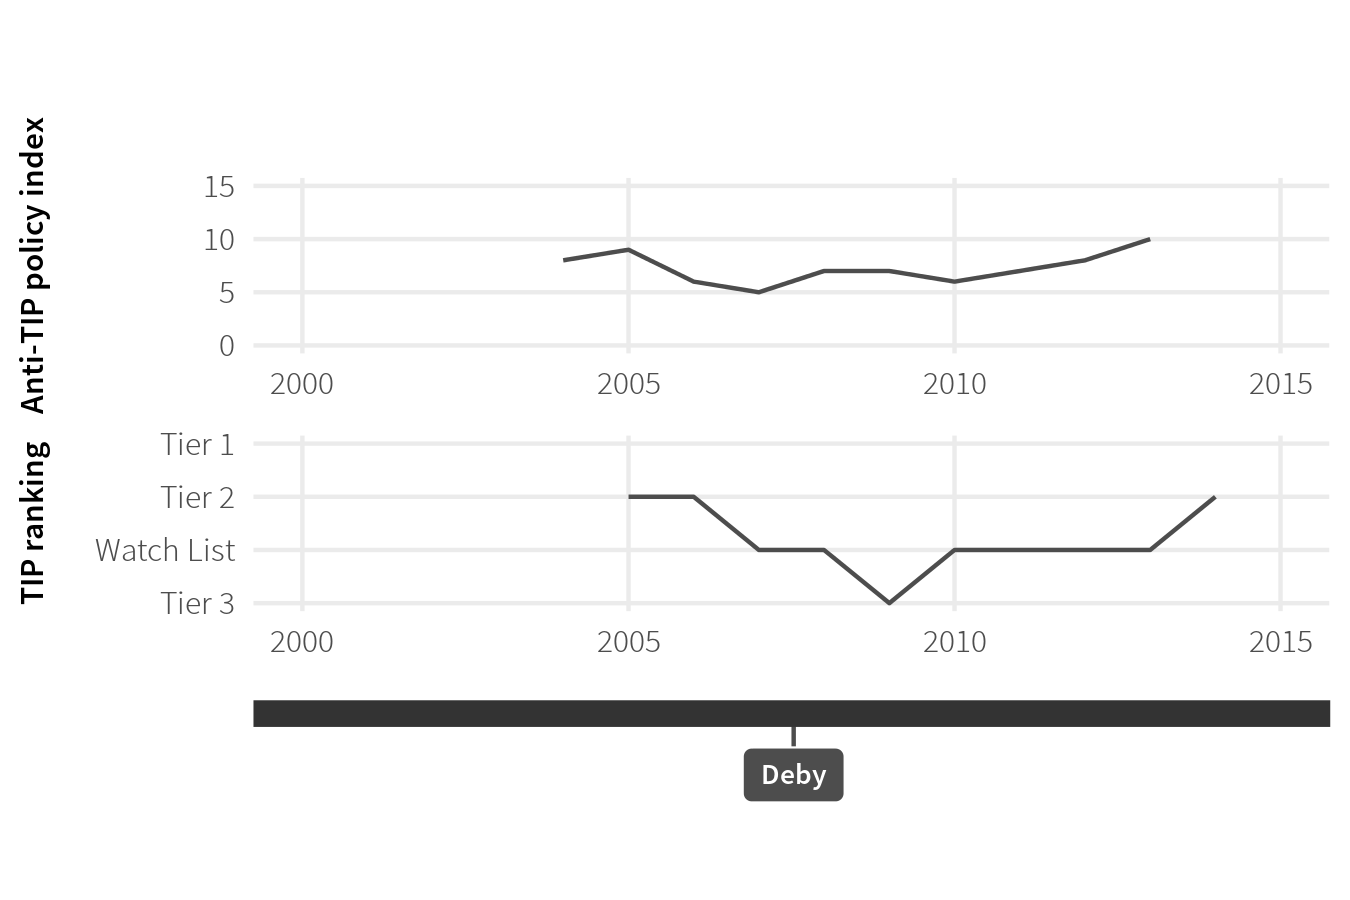 Anti-TIP policy index
15
10
5
0
2000 2005 2010 2015
TIP ranking
Tier 1
Tier 2
Watch List
Tier 3
2000 2005 2010 2015
Deby